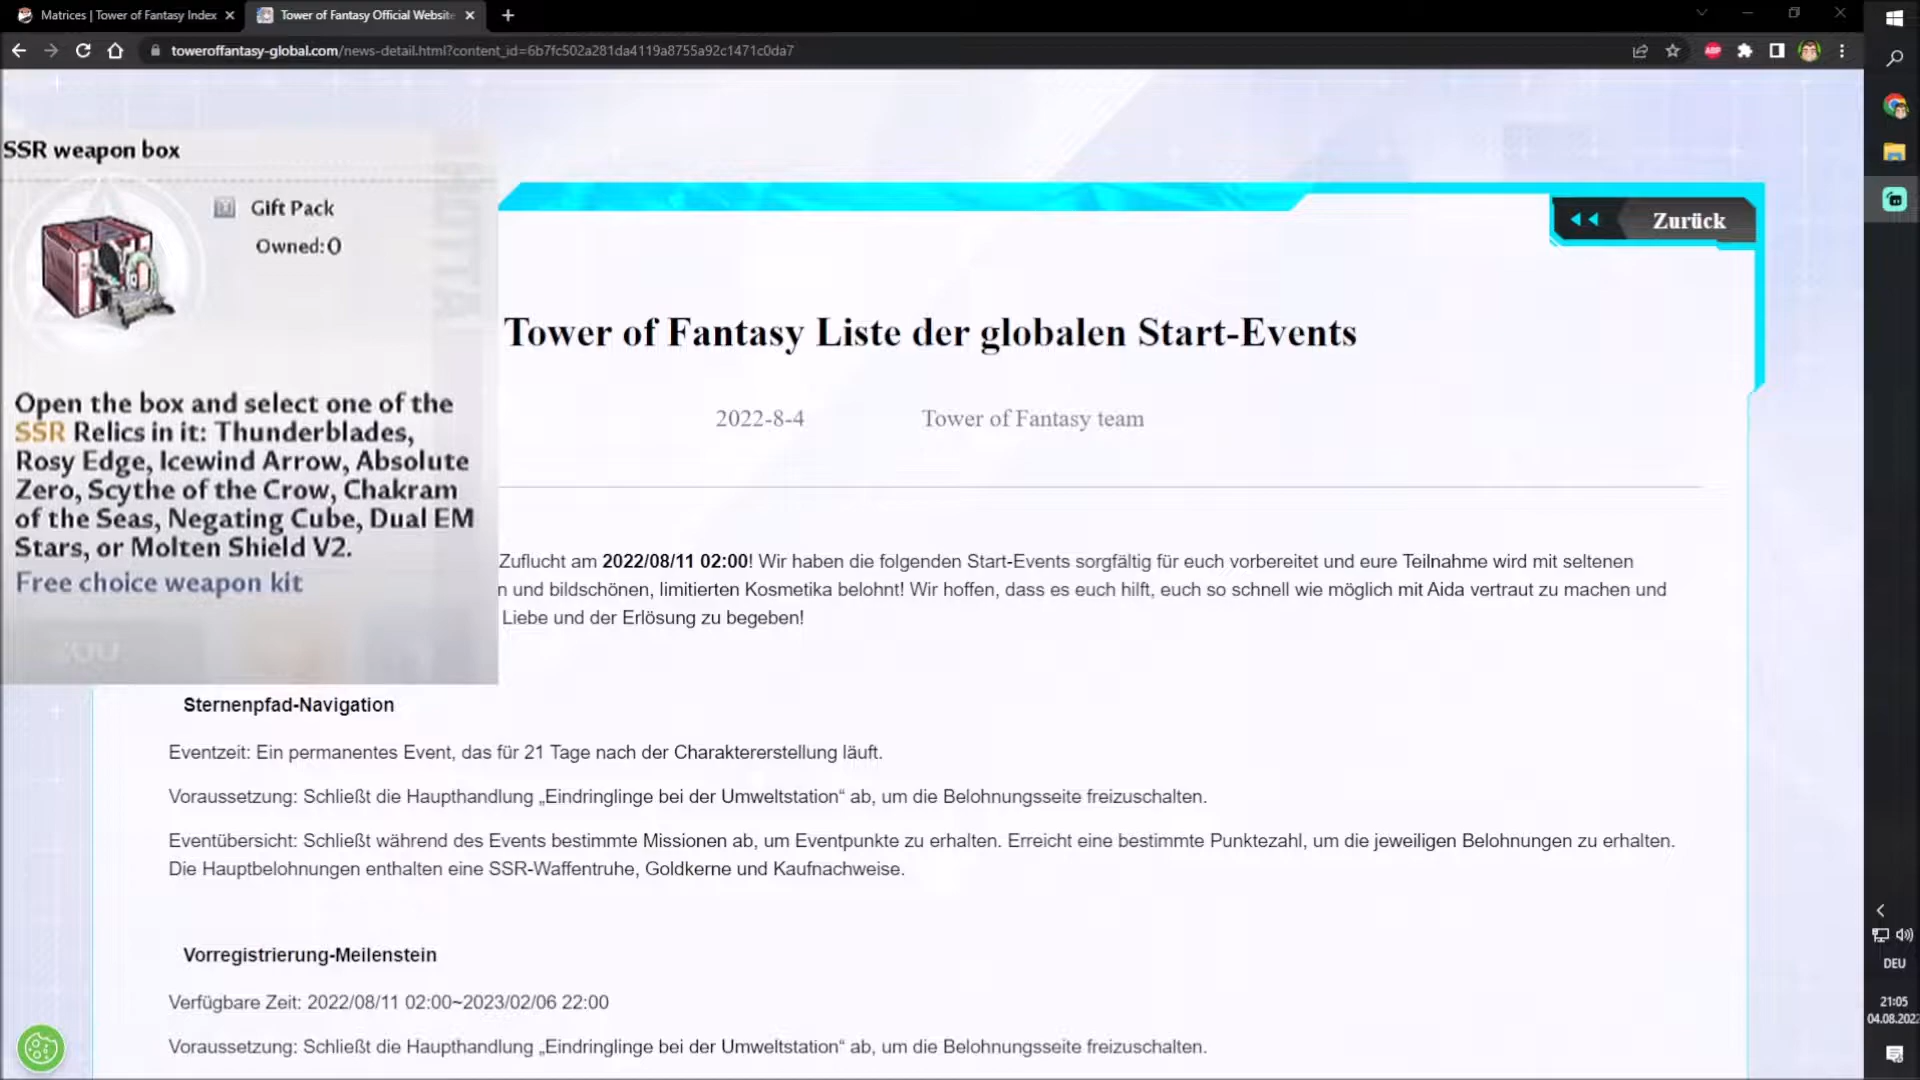 Matrices | Tower of Fantasy Index
Tower of Fantasy Official Website
toweroffantasy-global.com/news-detail.html?content_id=6b7fc502a281da4119a8755a92c1471c0da7
SSR weapon box
Gift Pack
Owned:0
Open the box and select one of the
SSR Relics in it: Thunderblades,
Rosy Edge, Icewind Arrow, Absolute
Zero, Scythe of the Crow, Chakram
of the Seas, Negating Cube, Dual EM
Stars, or Molten Shield V2.
Free choice weapon kit
Zurück
Tower of Fantasy Liste der globalen Start-Events
2022-8-4 Tower of Fantasy team
Zuflucht am 2022/08/11 02:00! Wir haben die folgenden Start-Events sorgfältig für euch vorbereitet und eure Teilnahme wird mit seltenen
n und bildschönen, limitierten Kosmetika belohnt! Wir hoffen, dass es euch hilft, euch so schnell wie möglich mit Aida vertraut zu machen und
Liebe und der Erlösung zu begeben!
Sternenpfad-Navigation
Eventzeit: Ein permanentes Event, das für 21 Tage nach der Charaktererstellung läuft.
Voraussetzung: Schließt die Haupthandlung „Eindringlinge bei der Umweltstation“ ab, um die Belohnungsseite freizuschalten.
Eventübersicht: Schließt während des Events bestimmte Missionen ab, um Eventpunkte zu erhalten. Erreicht eine bestimmte Punktezahl, um die jeweiligen Belohnungen zu erhalten.
Die Hauptbelohnungen enthalten eine SSR-Waffentruhe, Goldkerne und Kaufnachweise.
Vorregistrierung-Meilenstein
Verfügbare Zeit: 2022/08/11 02:00~2023/02/06 22:00
Voraussetzung: Schließt die Haupthandlung „Eindringlinge bei der Umweltstation“ ab, um die Belohnungsseite freizuschalten.
ABP
DEU
21:05
04.08.2022